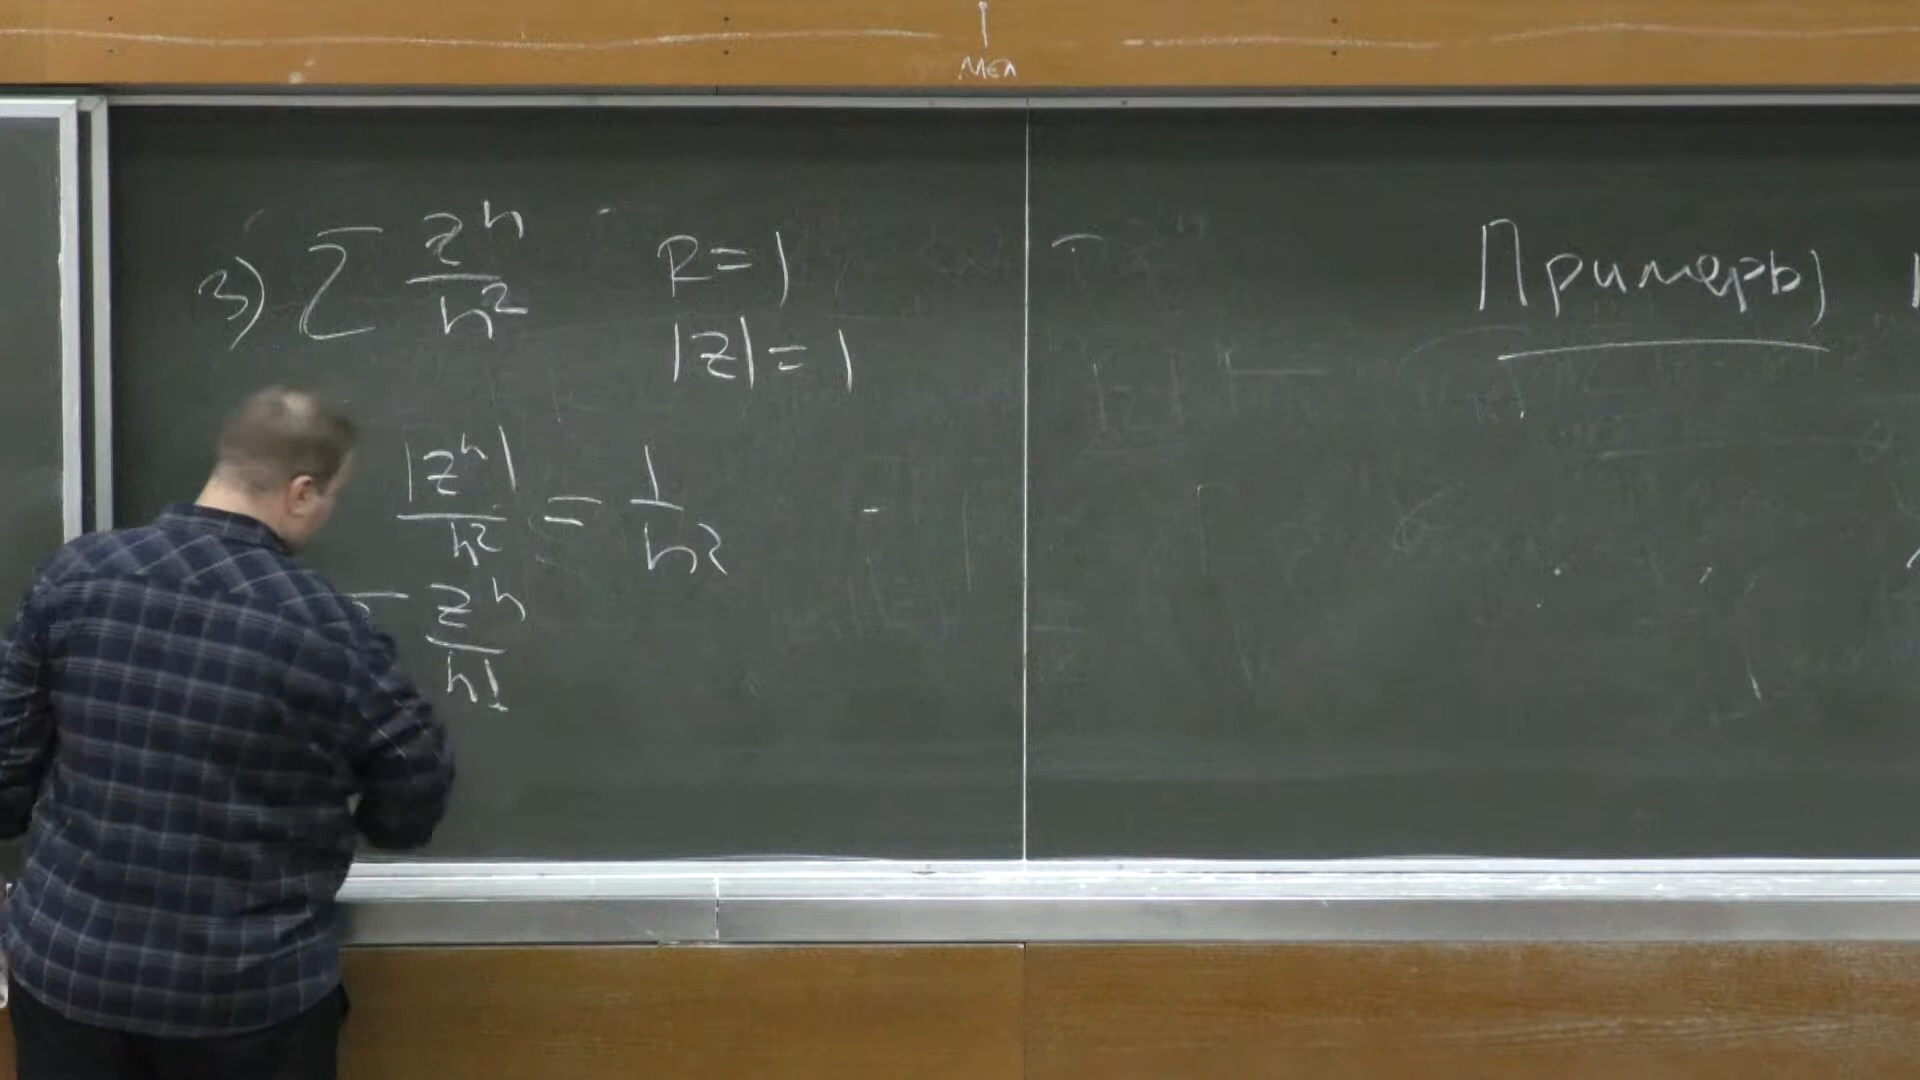 мел
3) Σ zⁿ/n² R=1
|z|=1
|zⁿ|/n² = 1/n²
Σ zⁿ/n!
Примеры